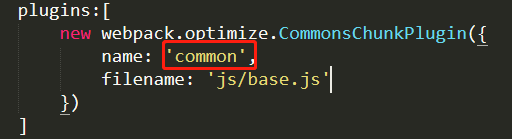 plugins:[
new webpack.optimize.CommonsChunkPlugin({
name: 'common',
filename: 'js/base.js'
})
]